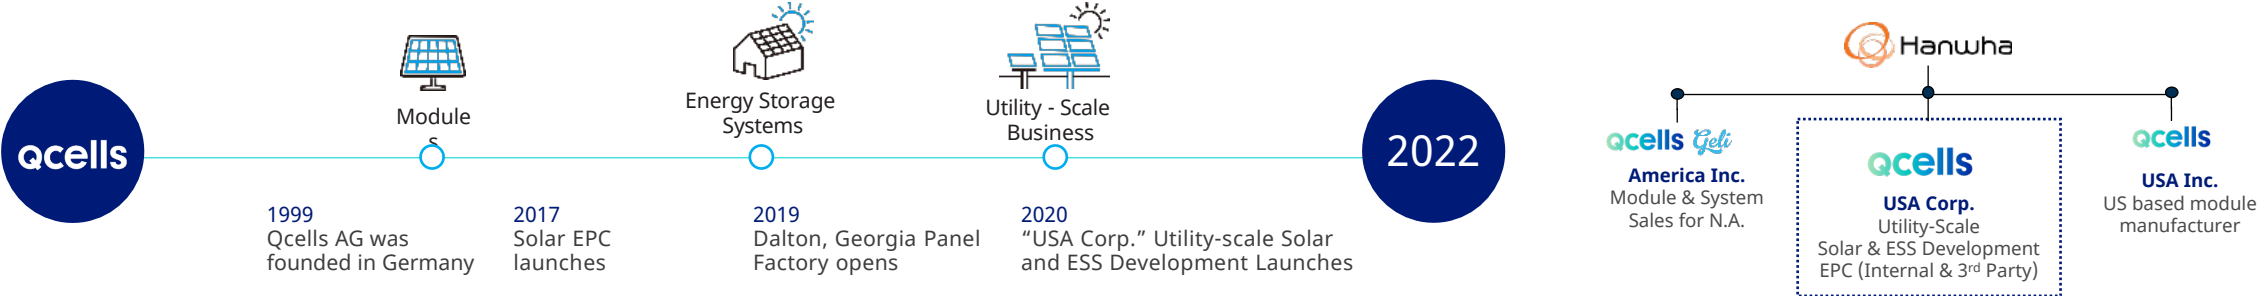 Qcells
Module
s
Energy Storage
Systems
Utility - Scale
Business
2022
1999
Qcells AG was
founded in Germany
2017
Solar EPC
launches
2019
Dalton, Georgia Panel
Factory opens
2020
“USA Corp.” Utility-scale Solar
and ESS Development Launches
Hanwha
Qcells Geli
America Inc.
Module & System
Sales for N.A.
Qcells
USA Corp.
Utility-Scale
Solar & ESS Development
EPC (Internal & 3rd Party)
Qcells
USA Inc.
US based module
manufacturer